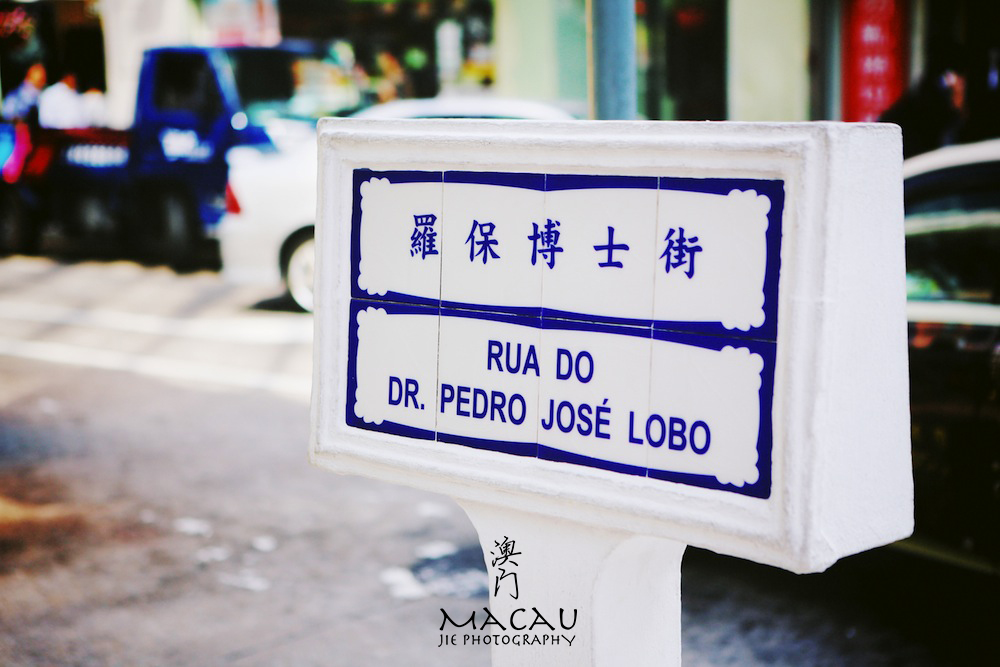 羅保博士街
RUA DO
DR. PEDRO JOSÉ LOBO
澳门
MACAU
JIE PHOTOGRAPHY